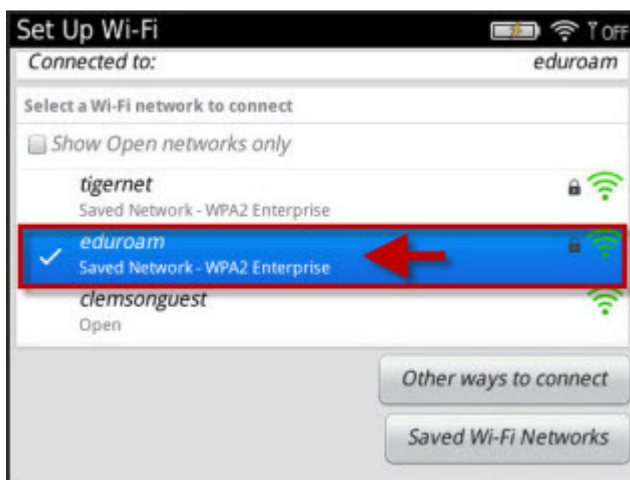 Set Up Wi-Fi OFF
Connected to: eduroam
Select a Wi-Fi network to connect
Show Open networks only
tigernet
Saved Network - WPA2 Enterprise
eduroam
Saved Network - WPA2 Enterprise
clemsonguest
Open
Other ways to connect
Saved Wi-Fi Networks